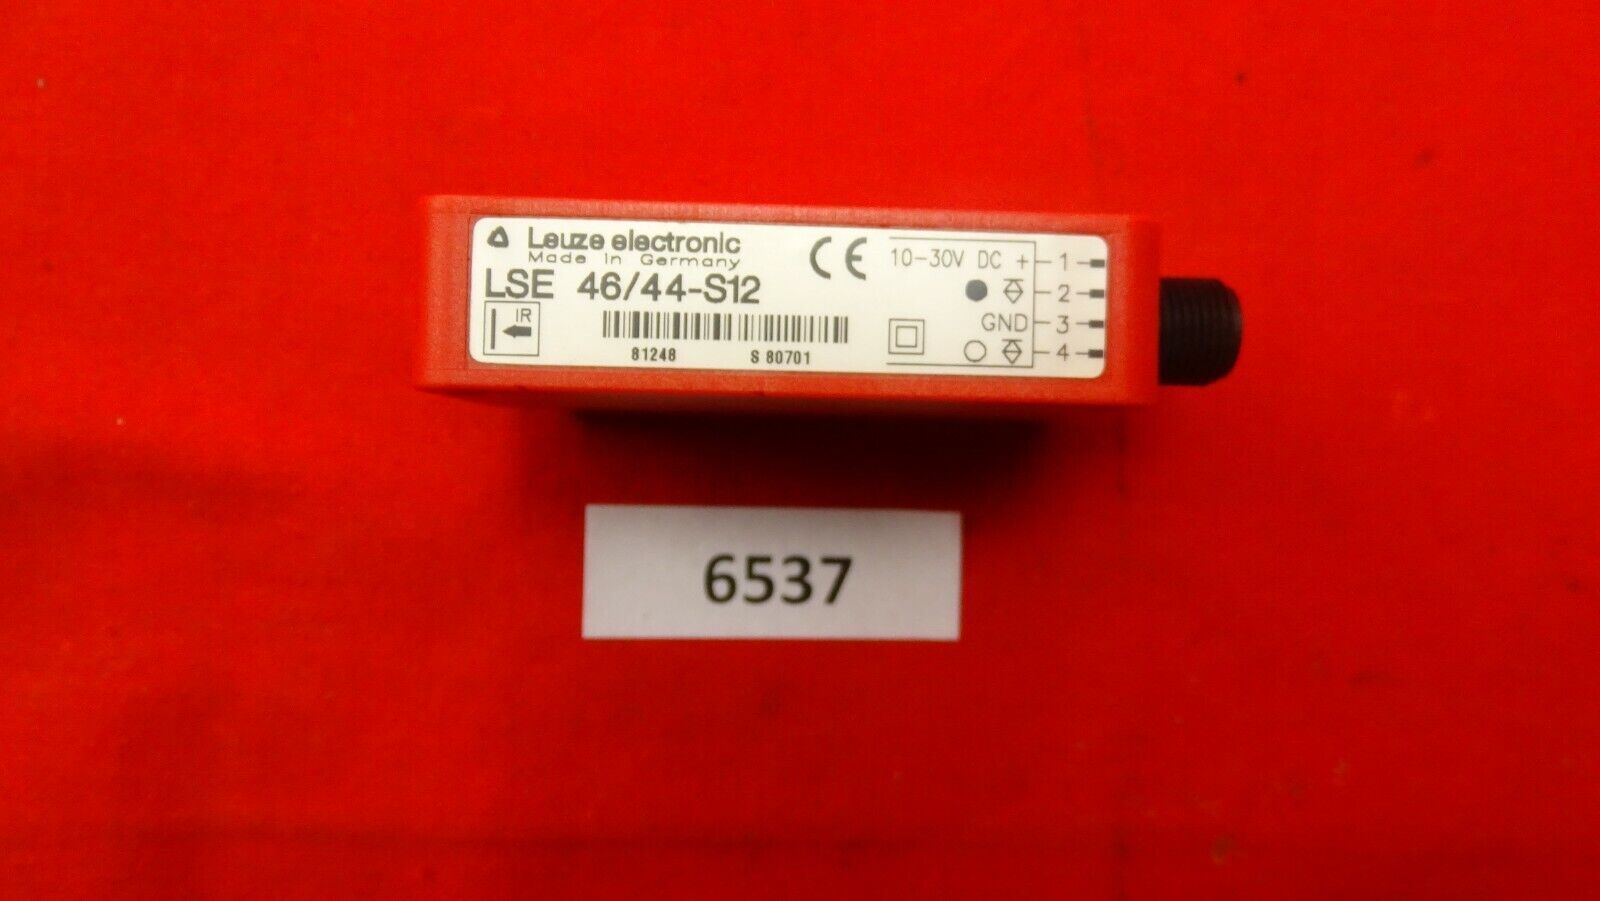 Leuze electronic
Made in Germany
LSE 46/44-S12
IR
81248 S 80701
CE
10-30V DC + 1
2
GND 3
4
6537